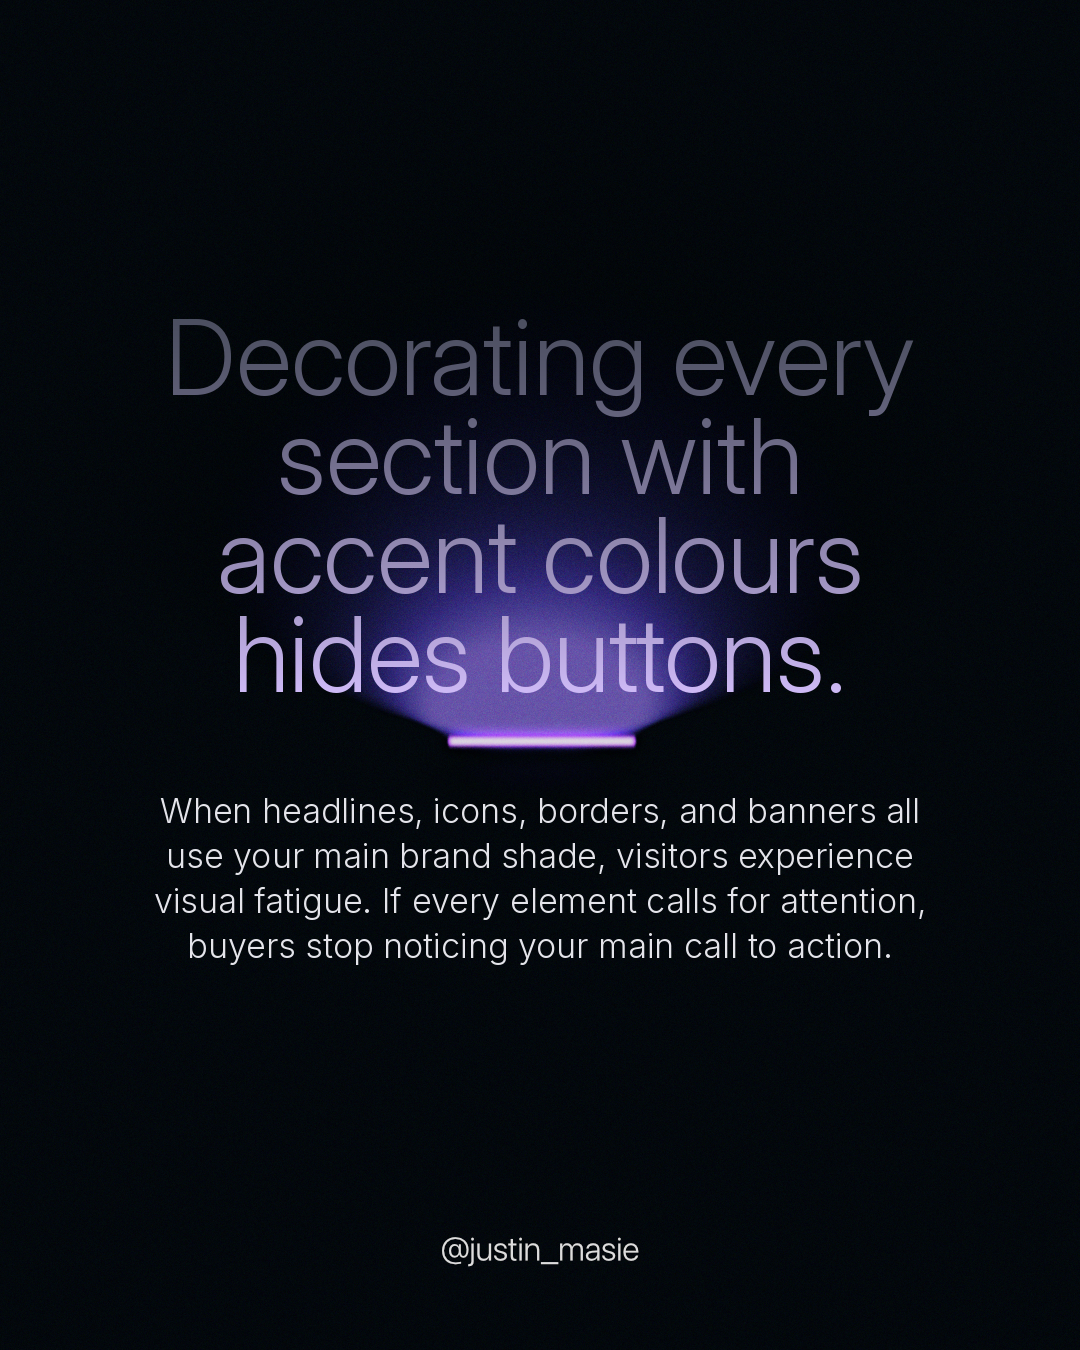 Decorating every
section with
accent colours
hides buttons.
When headlines, icons, borders, and banners all
use your main brand shade, visitors experience
visual fatigue. If every element calls for attention,
buyers stop noticing your main call to action.
@justin_masie